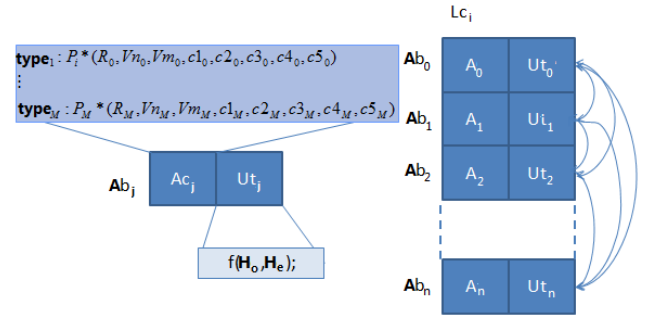 Lc_i
type_1 : P_i * (R_0, Vn_0, Vm_0, c1_0, c2_0, c3_0, c4_0, c5_0)
⋮
type_M : P_M * (R_M, Vn_M, Vm_M, c1_M, c2_M, c3_M, c4_M, c5_M)
Ab_j Ac_j Ut_j
f(H_o,H_e);
Ab_0 A_0 Ut_0
Ab_1 A_1 Ui_1
Ab_2 A_2 Ut_2
Ab_n A_n Ut_n